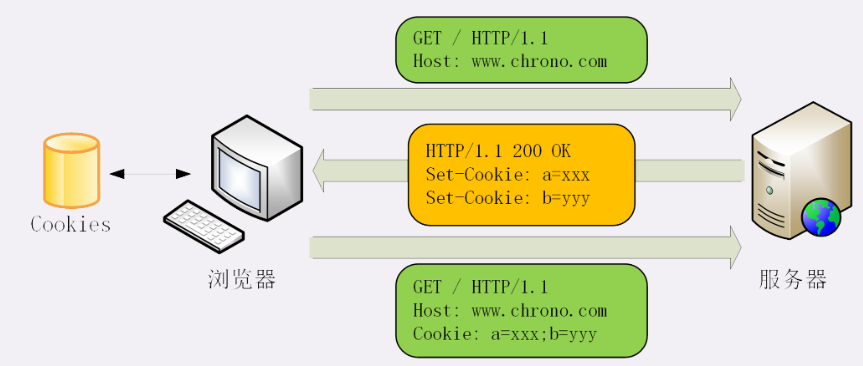 GET / HTTP/1.1
Host: www.chrono.com
HTTP/1.1 200 OK
Set-Cookie: a=xxx
Set-Cookie: b=yyy
Cookies
浏览器
服务器
GET / HTTP/1.1
Host: www.chrono.com
Cookie: a=xxx;b=yyy